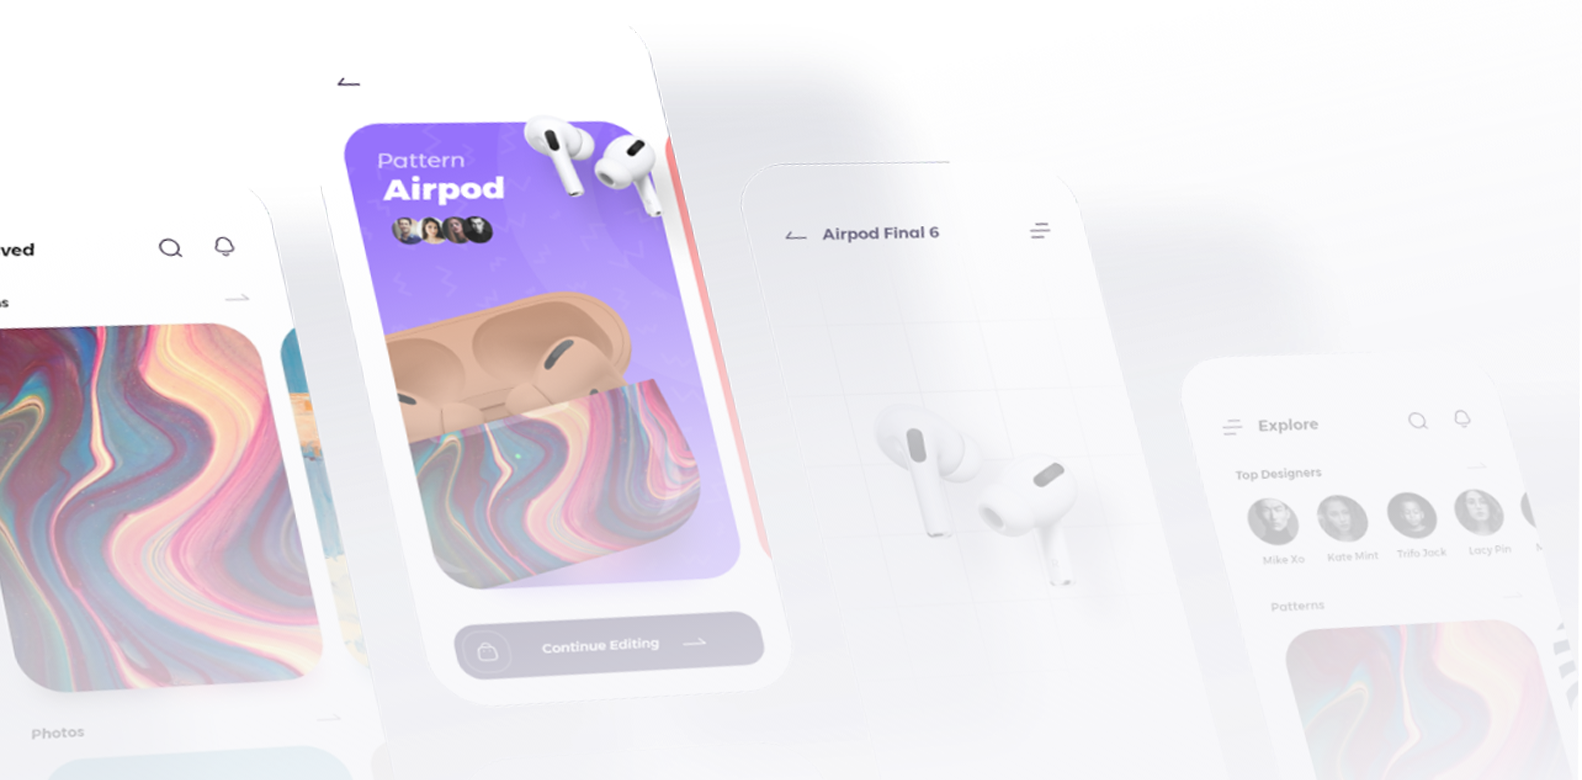 ved
s
Photos
Pattern
Airpod
Continue Editing
Airpod Final 6
Explore
Top Designers
Mike Xo
Kate Mint
Trifo Jack
Lacy Pin
M
Patterns